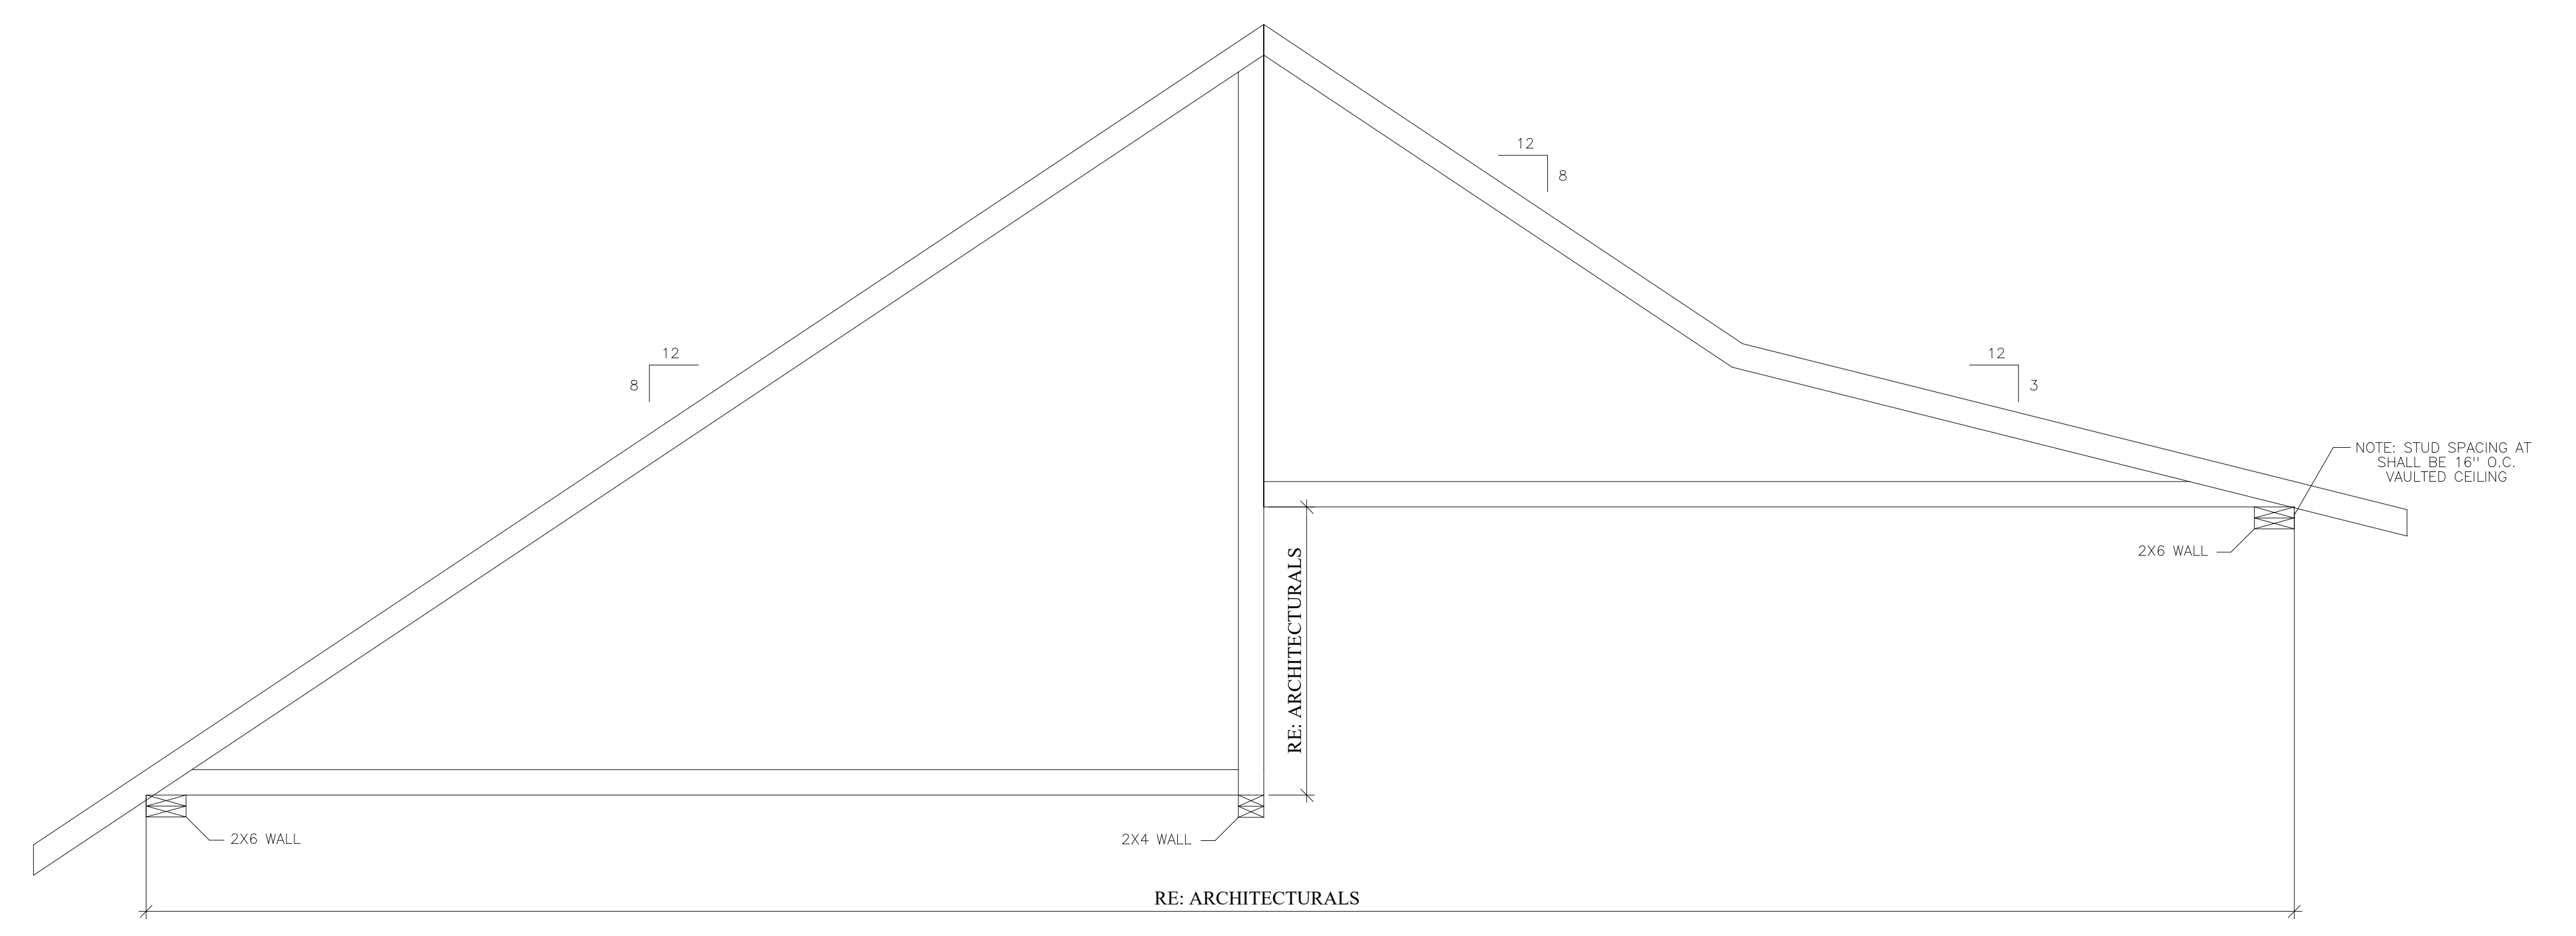 12
8
12
8
12
3
NOTE: STUD SPACING AT
SHALL BE 16" O.C.
VAULTED CEILING
2X6 WALL
RE: ARCHITECTURALS
2X6 WALL
2X4 WALL
RE: ARCHITECTURALS